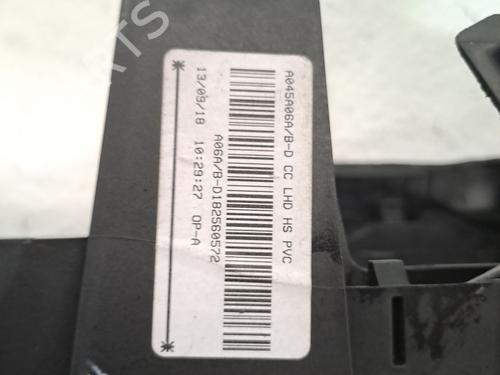 A045A06A/B-D CC LHD HS PVC
A06A/B-D182560572
13/09/18 10:29:27 OP-A